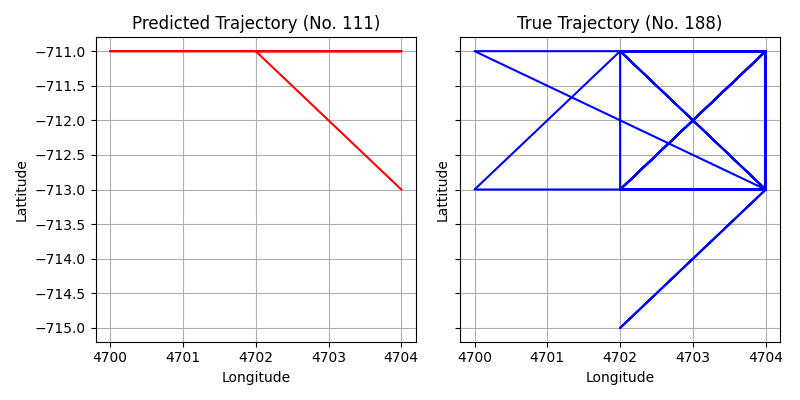 Predicted Trajectory (No. 111)
True Trajectory (No. 188)
Lattitude
−711.0
−711.5
−712.0
−712.5
−713.0
−713.5
−714.0
−714.5
−715.0
4700 4701 4702 4703 4704
Longitude
Lattitude
4700 4701 4702 4703 4704
Longitude